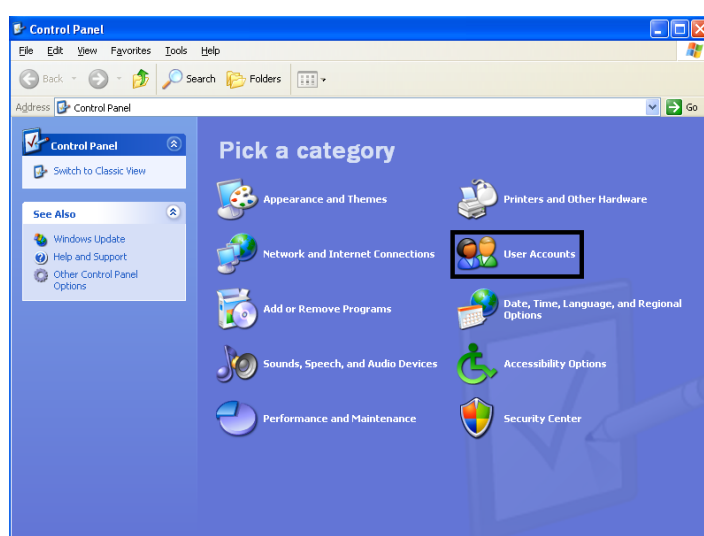 Control Panel
File Edit View Favorites Tools Help
Back Search Folders
Address Control Panel Go
Control Panel
Switch to Classic View
See Also
Windows Update
Help and Support
Other Control Panel
Options
Pick a category
Appearance and Themes
Printers and Other Hardware
Network and Internet Connections
User Accounts
Add or Remove Programs
Date, Time, Language, and Regional
Options
Sounds, Speech, and Audio Devices
Accessibility Options
Performance and Maintenance
Security Center